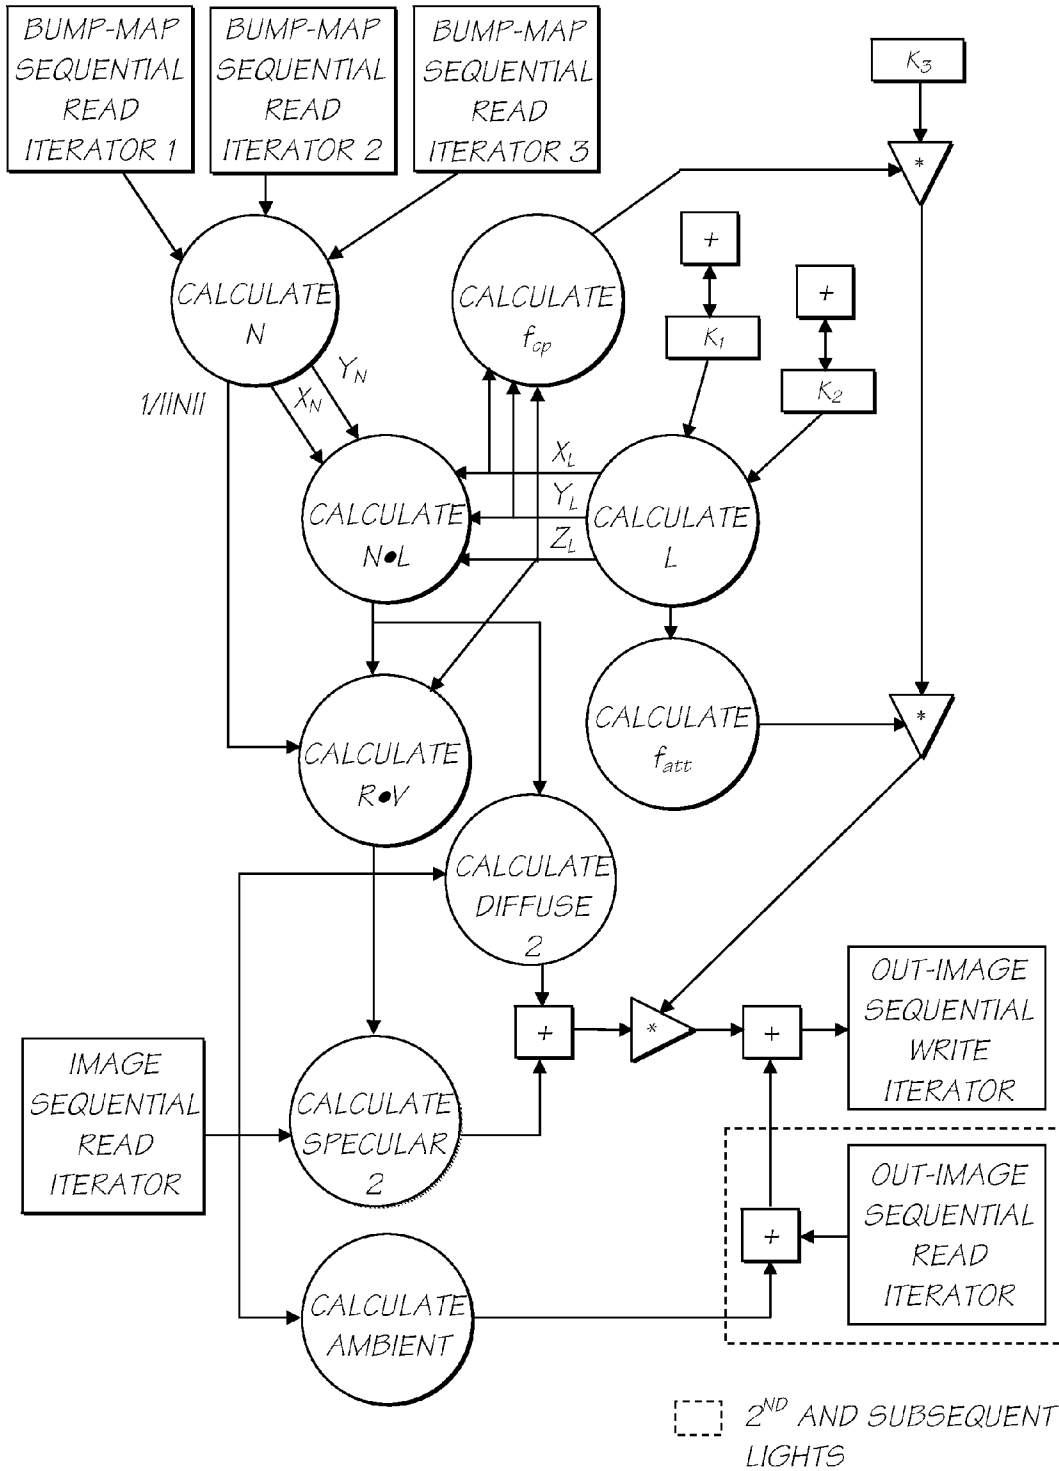 BUMP-MAP
SEQUENTIAL
READ
ITERATOR 1
BUMP-MAP
SEQUENTIAL
READ
ITERATOR 2
BUMP-MAP
SEQUENTIAL
READ
ITERATOR 3
K3
*
CALCULATE
N
CALCULATE
fcp
+
+
K1
K2
1/||N||
XN
YN
CALCULATE
N●L
XL
YL
ZL
CALCULATE
L
CALCULATE
R●V
CALCULATE
fatt
*
CALCULATE
DIFFUSE
2
+
*
+
OUT-IMAGE
SEQUENTIAL
WRITE
ITERATOR
IMAGE
SEQUENTIAL
READ
ITERATOR
CALCULATE
SPECULAR
2
+
OUT-IMAGE
SEQUENTIAL
READ
ITERATOR
CALCULATE
AMBIENT
2ND AND SUBSEQUENT
LIGHTS